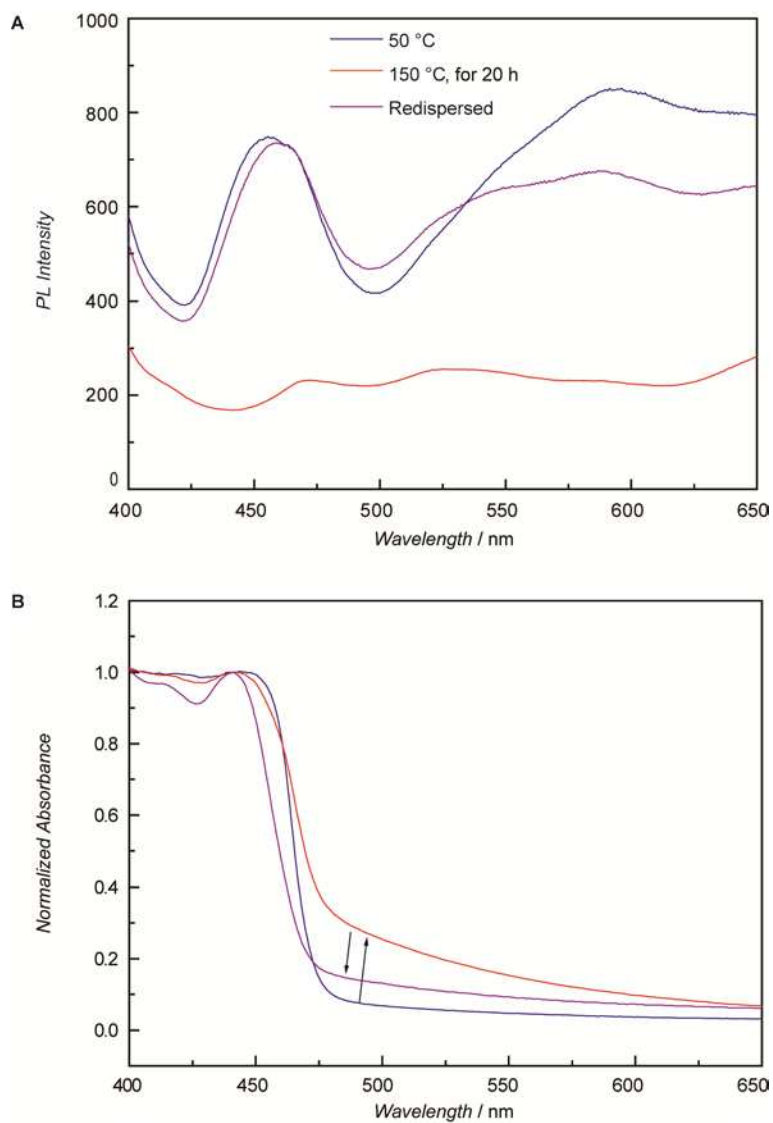 A
1000
800
600
400
200
0
PL Intensity
50 °C
150 °C, for 20 h
Redispersed
400 450 500 550 600 650
Wavelength / nm
B
1.2
1.0
0.8
0.6
0.4
0.2
0.0
Normalized Absorbance
400 450 500 550 600 650
Wavelength / nm